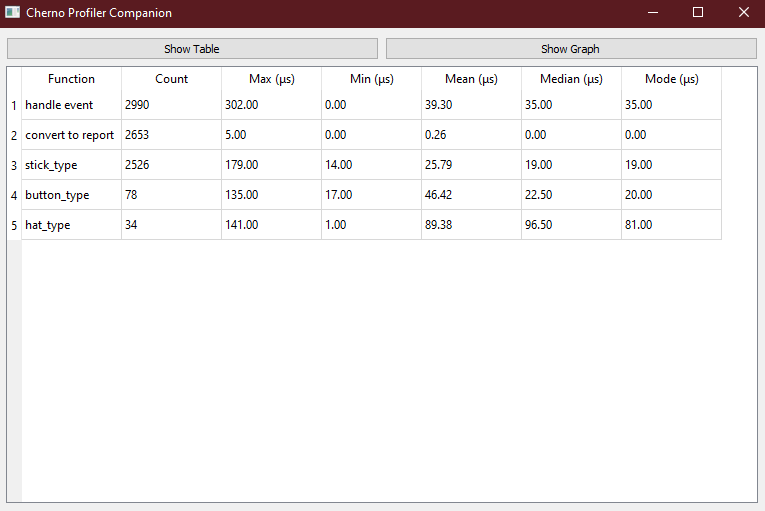 Cherno Profiler Companion
Show Table Show Graph
Function Count Max (µs) Min (µs) Mean (µs) Median (µs) Mode (µs)
1 handle event 2990 302.00 0.00 39.30 35.00 35.00
2 convert to report 2653 5.00 0.00 0.26 0.00 0.00
3 stick_type 2526 179.00 14.00 25.79 19.00 19.00
4 button_type 78 135.00 17.00 46.42 22.50 20.00
5 hat_type 34 141.00 1.00 89.38 96.50 81.00